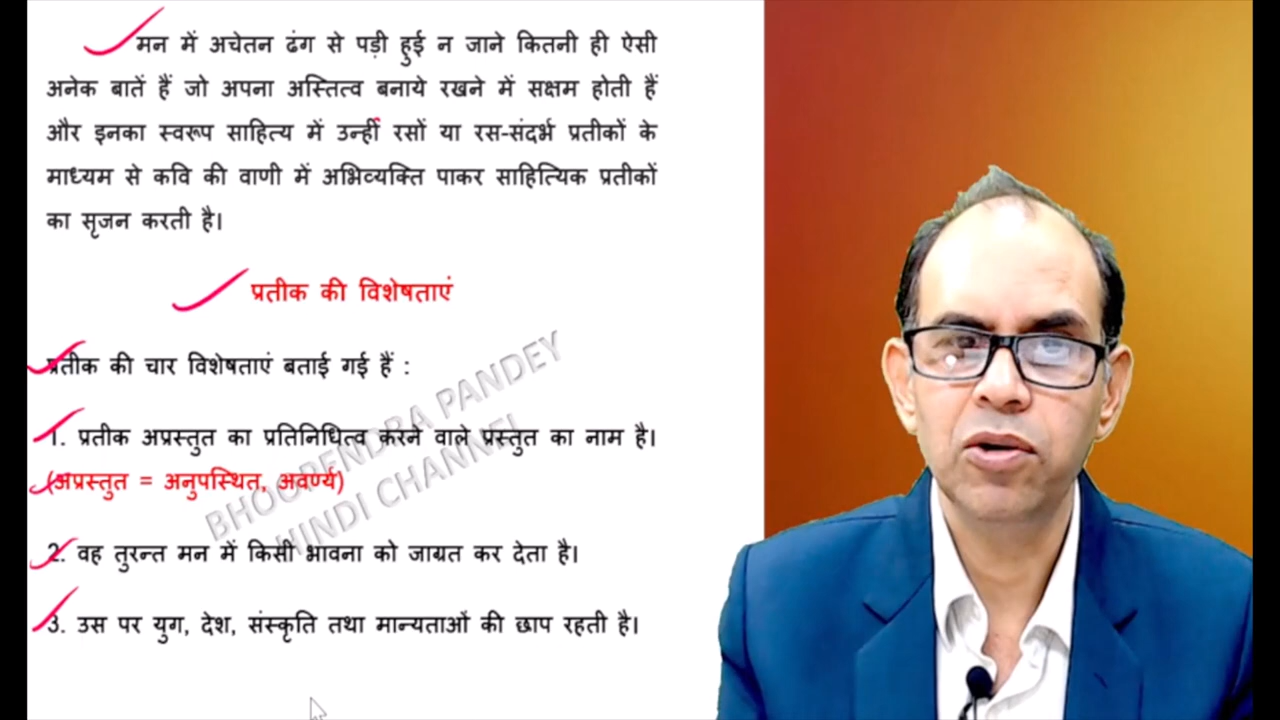 मन में अचेतन ढंग से पड़ी हुई न जाने कितनी ही ऐसी
अनेक बातें हैं जो अपना अस्तित्व बनाये रखने में सक्षम होती हैं
और इनका स्वरूप साहित्य में उन्हीं रसों या रस-संदर्भ प्रतीकों के
माध्यम से कवि की वाणी में अभिव्यक्ति पाकर साहित्यिक प्रतीकों
का सृजन करती है।
प्रतीक की विशेषताएं
प्रतीक की चार विशेषताएं बताई गई हैं :
1. प्रतीक अप्रस्तुत का प्रतिनिधित्व करने वाले प्रस्तुत का नाम है।
(अप्रस्तुत = अनुपस्थित, अवर्ण्य)
2. वह तुरन्त मन में किसी भावना को जाग्रत कर देता है।
3. उस पर युग, देश, संस्कृति तथा मान्यताओं की छाप रहती है।
BHOOPENDRA PANDEY
HINDI CHANNEL